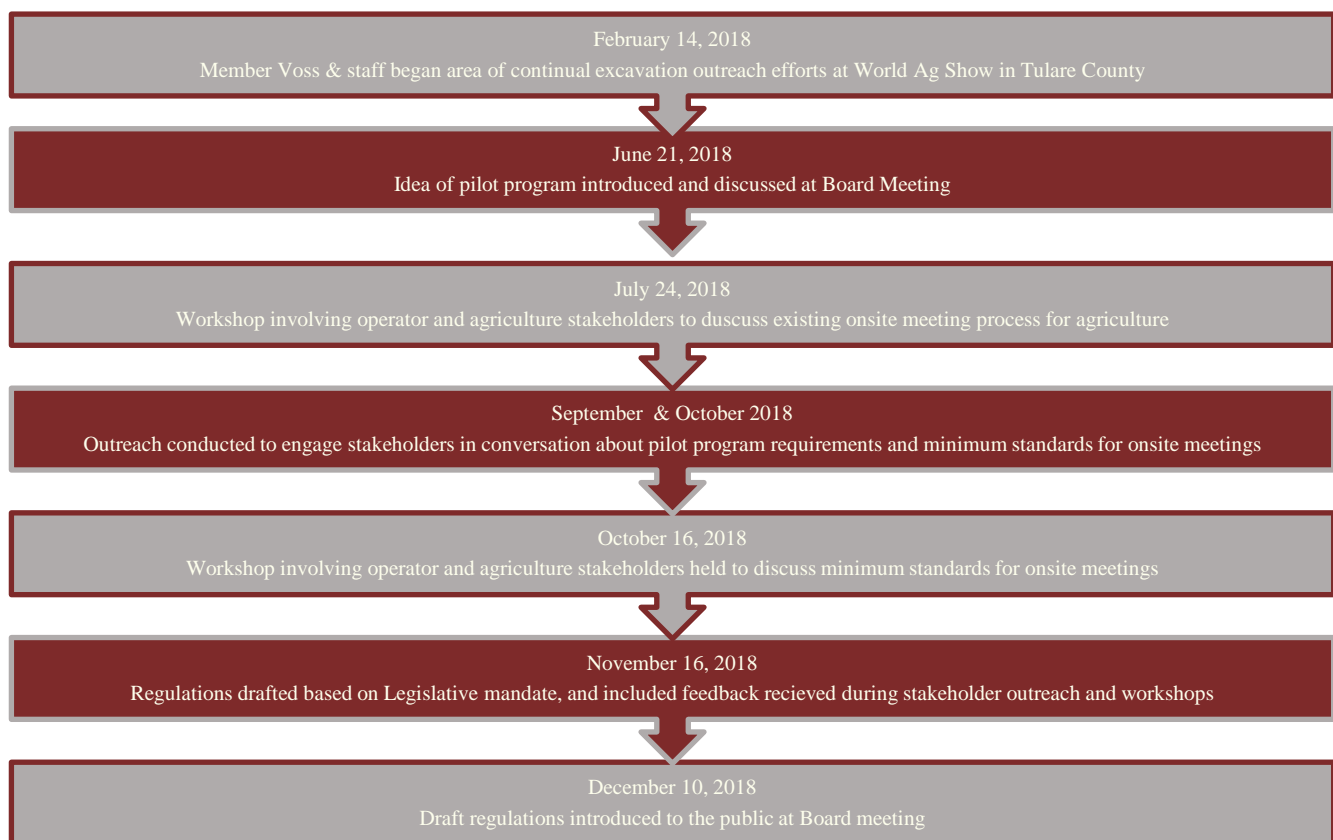 February 14, 2018
Member Voss & staff began area of continual excavation outreach efforts at World Ag Show in Tulare County
June 21, 2018
Idea of pilot program introduced and discussed at Board Meeting
July 24, 2018
Workshop involving operator and agriculture stakeholders to duscuss existing onsite meeting process for agriculture
September & October 2018
Outreach conducted to engage stakeholders in conversation about pilot program requirements and minimum standards for onsite meetings
October 16, 2018
Workshop involving operator and agriculture stakeholders held to discuss minimum standards for onsite meetings
November 16, 2018
Regulations drafted based on Legislative mandate, and included feedback recieved during stakeholder outreach and workshops
December 10, 2018
Draft regulations introduced to the public at Board meeting